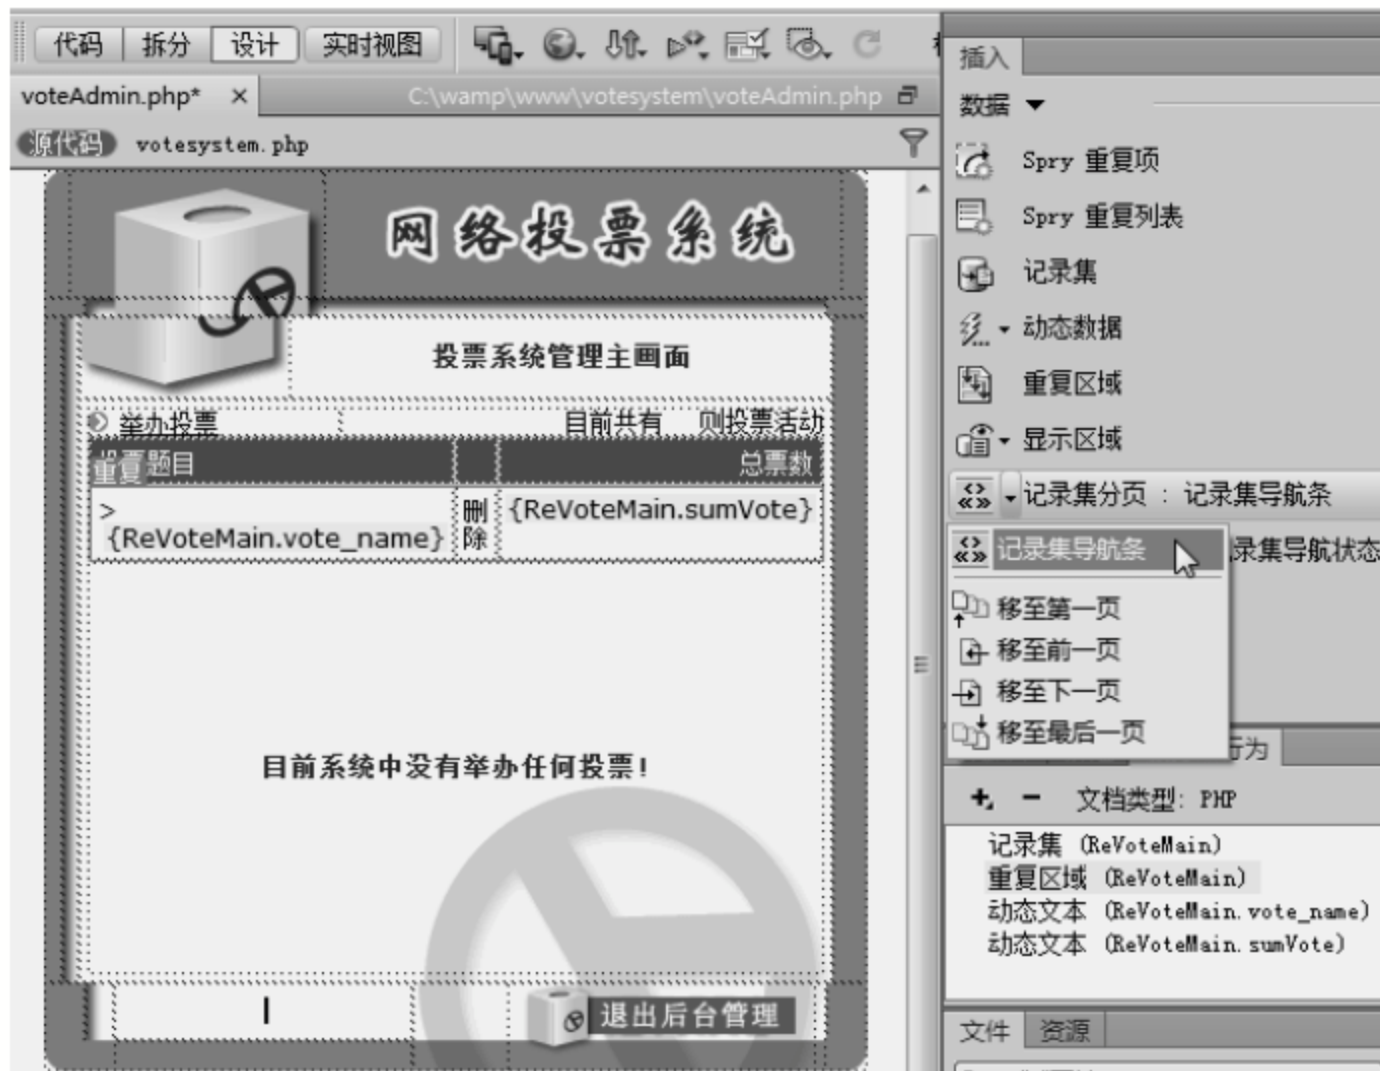 代码 拆分 设计 实时视图
voteAdmin.php* × C:\wamp\www\votesystem\voteAdmin.php
源代码 votesystem.php
网络投票系统
投票系统管理主画面
举办投票 目前共有 则投票活动
重复 题目 总票数
>
{ReVoteMain.vote_name} 删除 {ReVoteMain.sumVote}
目前系统中没有举办任何投票!
退出后台管理
插入
数据
Spry 重复项
Spry 重复列表
记录集
动态数据
重复区域
显示区域
记录集分页 : 记录集导航条
记录集导航条 录集导航状态
移至第一页
移至前一页
移至下一页
移至最后一页
行为
+ - 文档类型: PHP
记录集 (ReVoteMain)
重复区域 (ReVoteMain)
动态文本 (ReVoteMain.vote_name)
动态文本 (ReVoteMain.sumVote)
文件 资源